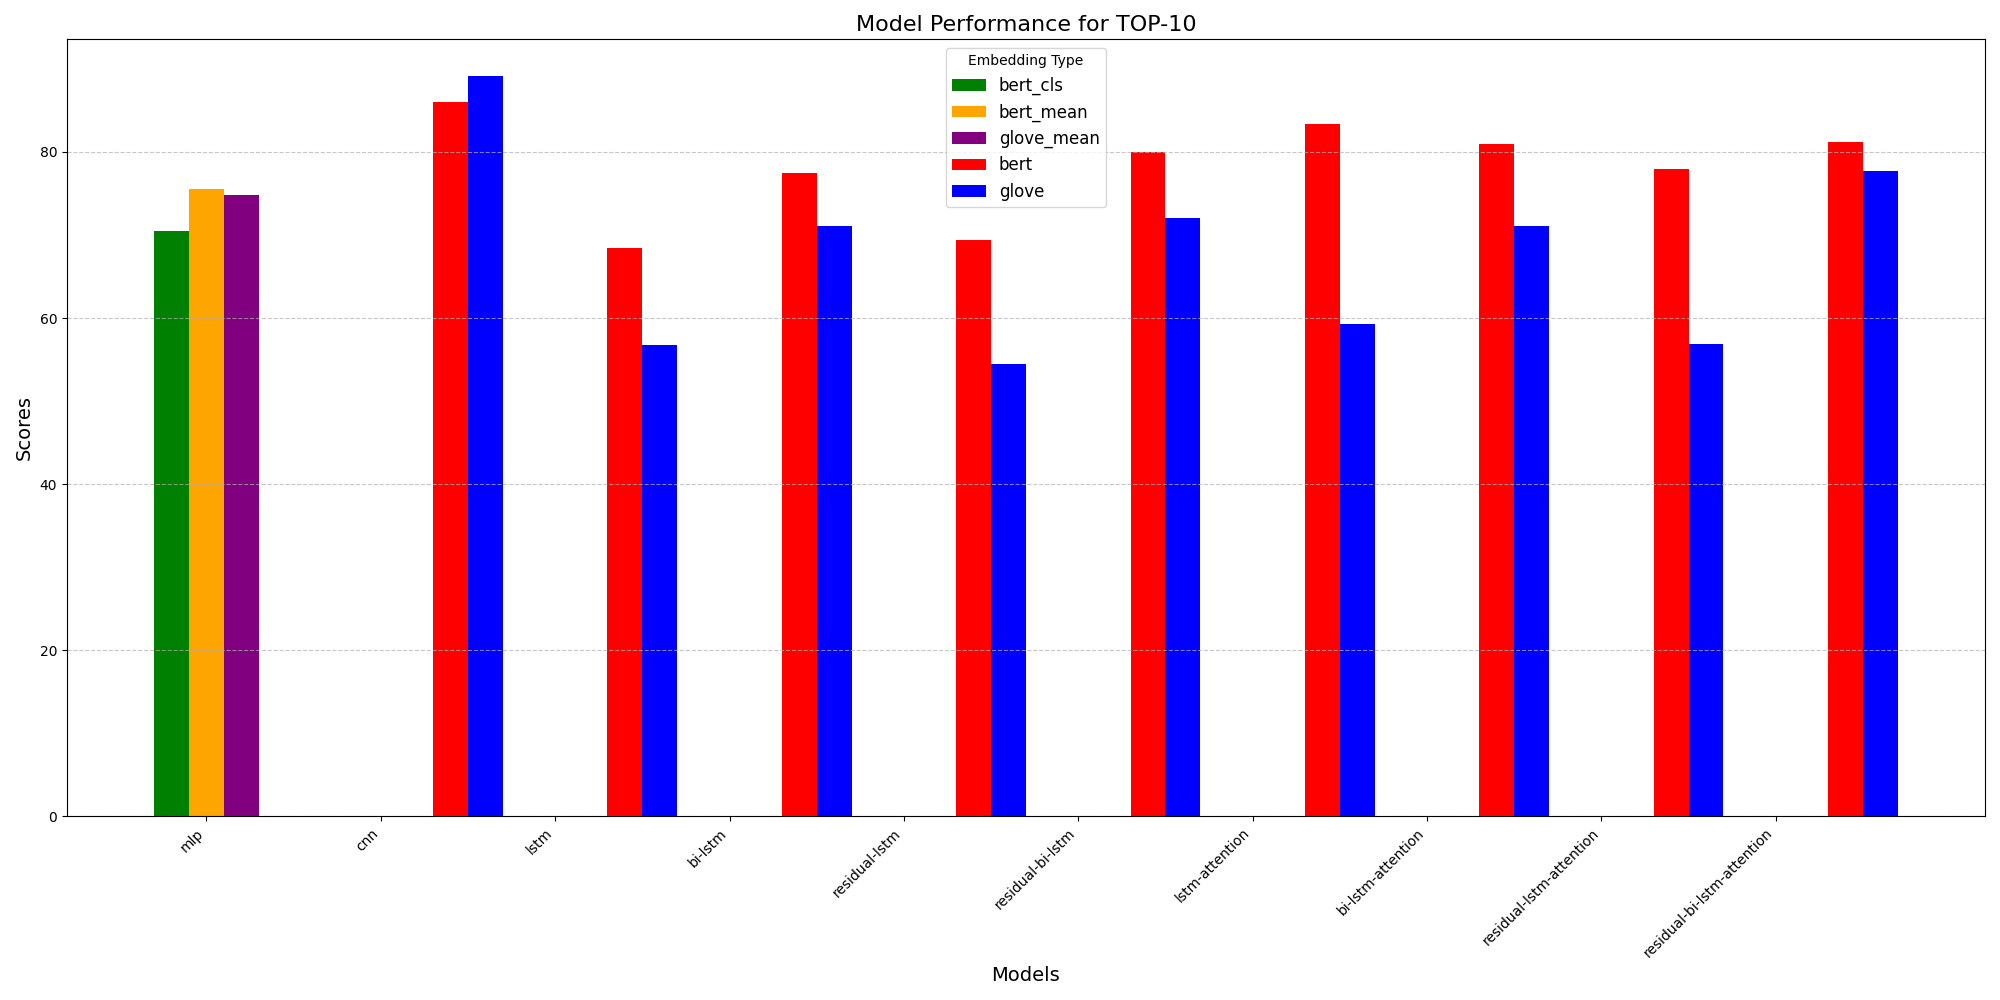 Model Performance for TOP-10
Embedding Type
bert_cls
bert_mean
glove_mean
bert
glove
Scores
80
60
40
20
0
mlp
cnn
lstm
bi-lstm
residual-lstm
residual-bi-lstm
lstm-attention
bi-lstm-attention
residual-lstm-attention
residual-bi-lstm-attention
Models